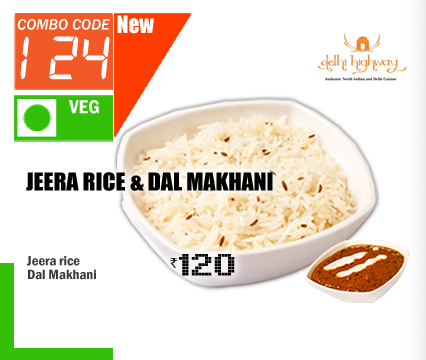 COMBO CODE
124
New
VEG
delhi highway
Authentic North Indian and Delhi Cuisine
JEERA RICE & DAL MAKHANI
₹120
Jeera rice
Dal Makhani